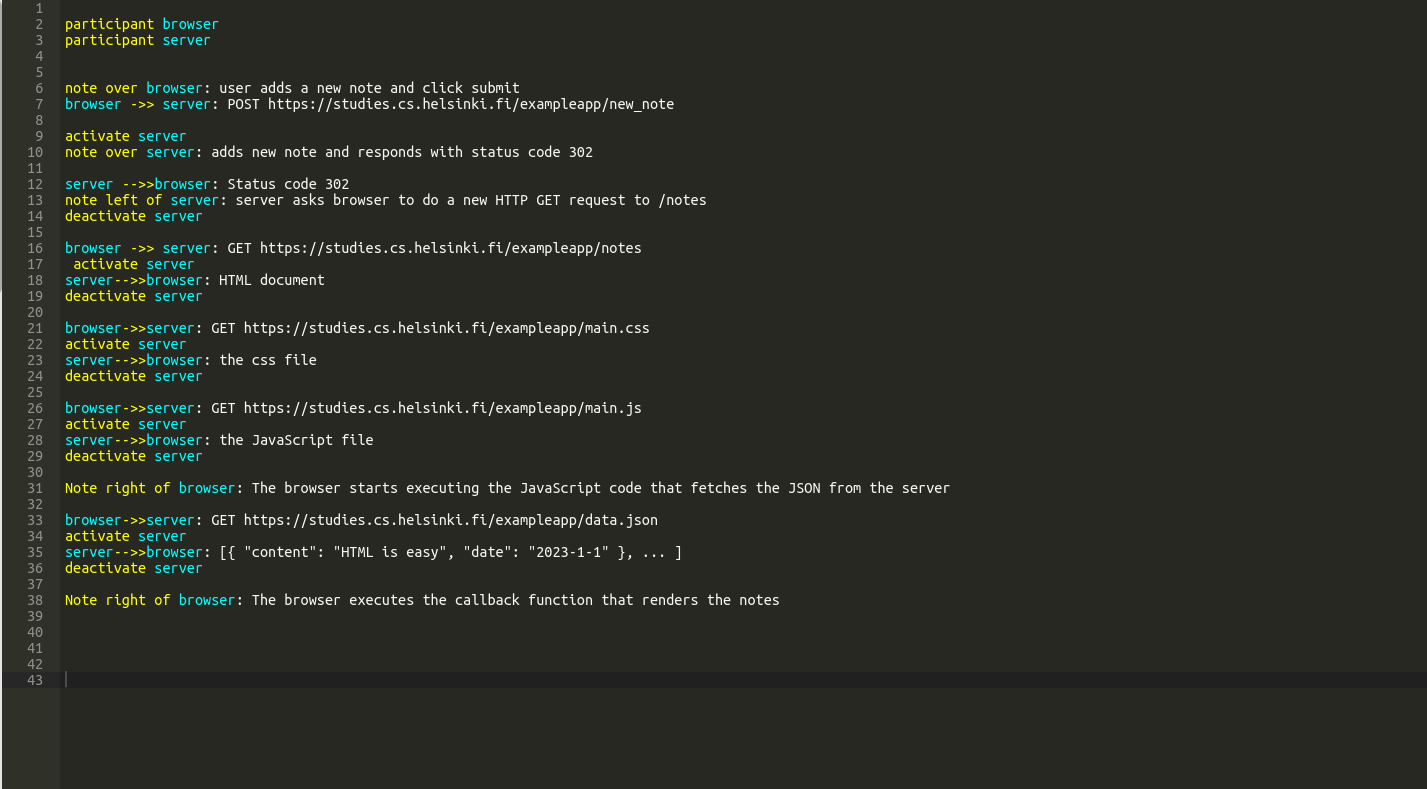 1
2 participant browser
3 participant server
4
5
6 note over browser: user adds a new note and click submit
7 browser ->> server: POST https://studies.cs.helsinki.fi/exampleapp/new_note
8
9 activate server
10 note over server: adds new note and responds with status code 302
11
12 server -->>browser: Status code 302
13 note left of server: server asks browser to do a new HTTP GET request to /notes
14 deactivate server
15
16 browser ->> server: GET https://studies.cs.helsinki.fi/exampleapp/notes
17  activate server
18 server-->>browser: HTML document
19 deactivate server
20
21 browser->>server: GET https://studies.cs.helsinki.fi/exampleapp/main.css
22 activate server
23 server-->>browser: the css file
24 deactivate server
25
26 browser->>server: GET https://studies.cs.helsinki.fi/exampleapp/main.js
27 activate server
28 server-->>browser: the JavaScript file
29 deactivate server
30
31 Note right of browser: The browser starts executing the JavaScript code that fetches the JSON from the server
32
33 browser->>server: GET https://studies.cs.helsinki.fi/exampleapp/data.json
34 activate server
35 server-->>browser: [{ "content": "HTML is easy", "date": "2023-1-1" }, ... ]
36 deactivate server
37
38 Note right of browser: The browser executes the callback function that renders the notes
39
40
41
42
43